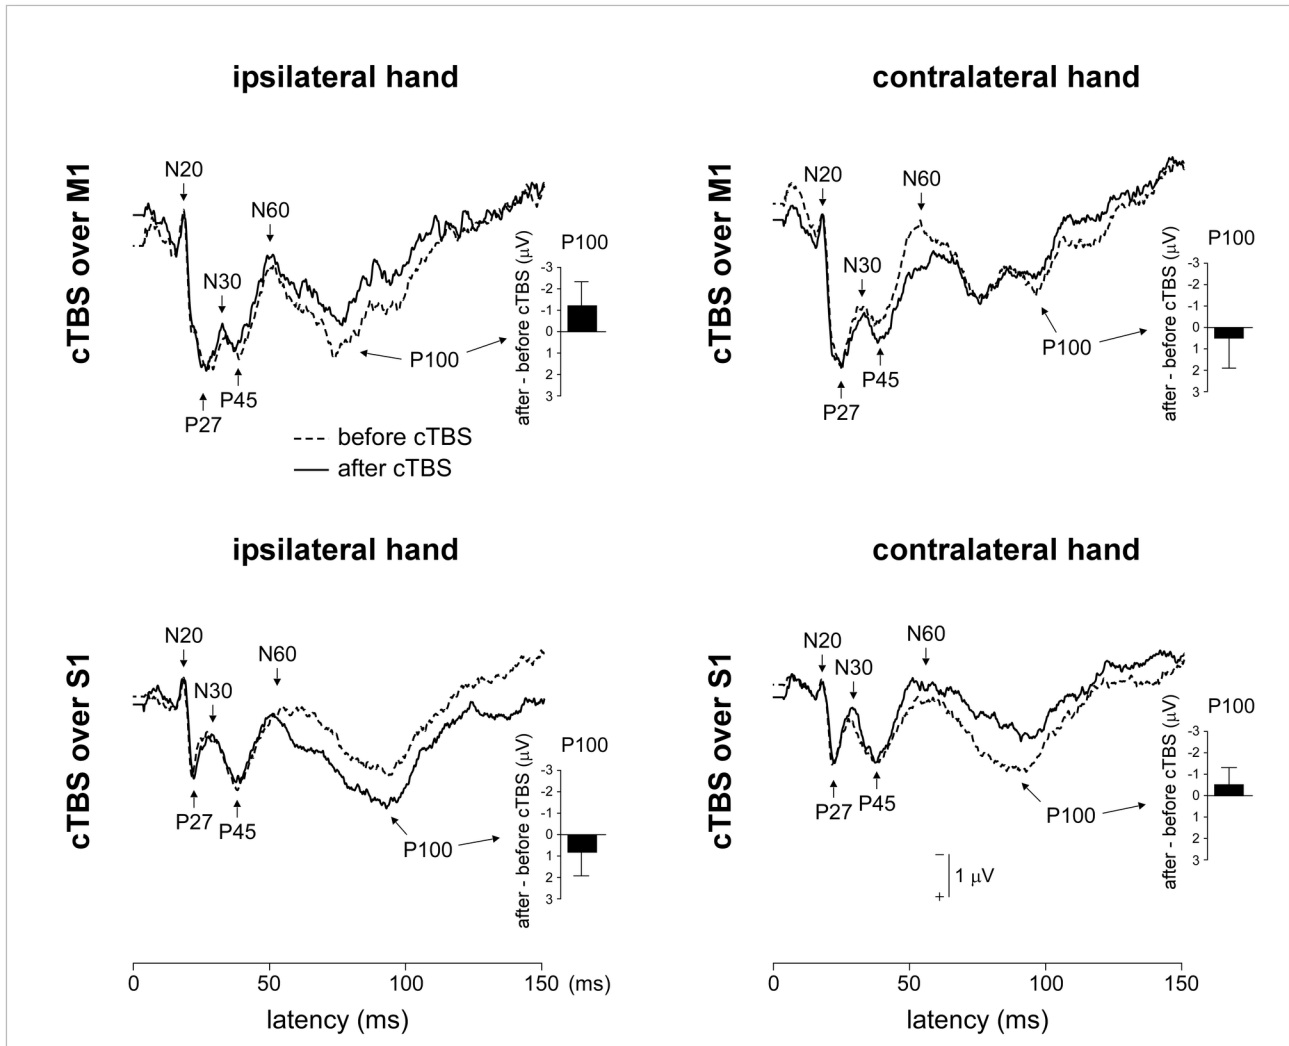 ipsilateral hand
contralateral hand
cTBS over M1
N20
N60
N30
P45
P27
P100
P100
after - before cTBS (μV)
-3
-2
-1
0
1
2
3
before cTBS
after cTBS
cTBS over M1
N20
N60
N30
P45
P27
P100
P100
after - before cTBS (μV)
-3
-2
-1
0
1
2
3
ipsilateral hand
contralateral hand
cTBS over S1
N20
N60
N30
P27
P45
P100
P100
after - before cTBS (μV)
-3
-2
-1
0
1
2
3
cTBS over S1
N20
N60
N30
P27
P45
P100
P100
after - before cTBS (μV)
-3
-2
-1
0
1
2
3
−
1 μV
+
0 50 100 150 (ms)
latency (ms)
0 50 100 150
latency (ms)